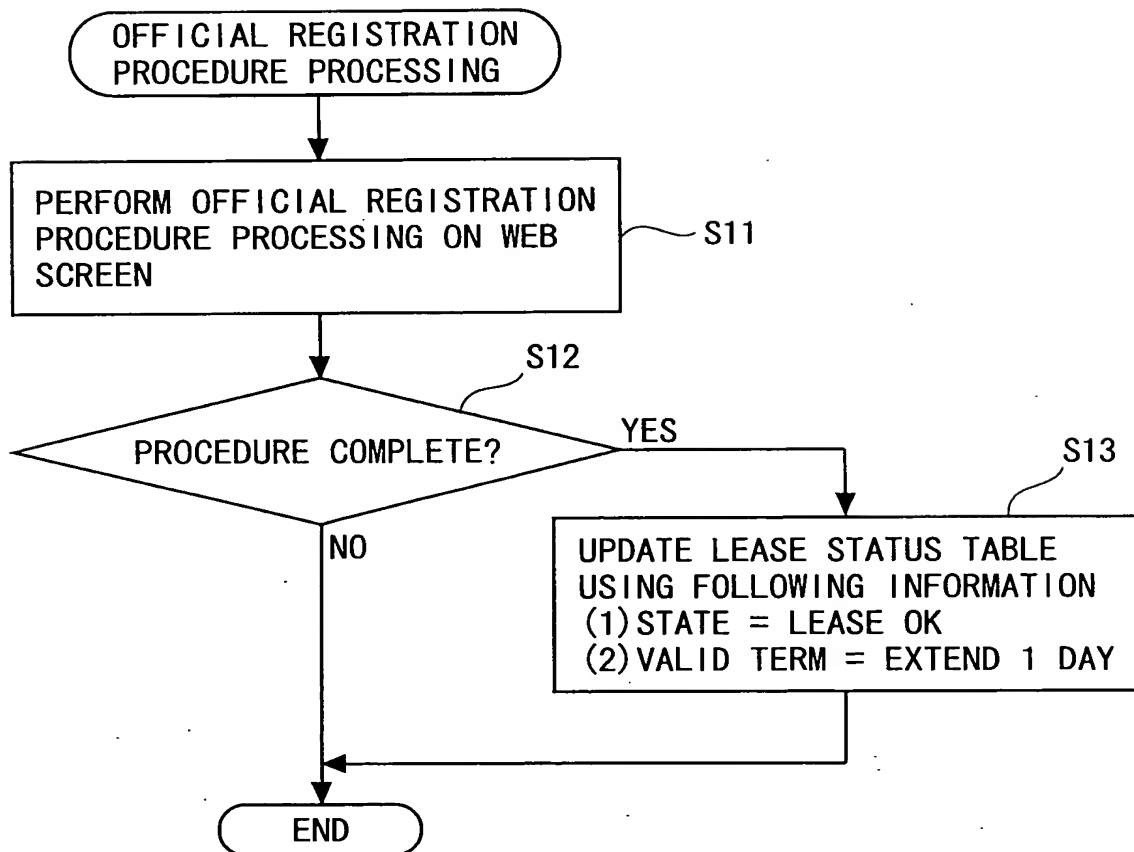 OFFICIAL REGISTRATION
PROCEDURE PROCESSING
PERFORM OFFICIAL REGISTRATION
PROCEDURE PROCESSING ON WEB
SCREEN
S11
S12
PROCEDURE COMPLETE?
YES
S13
NO
UPDATE LEASE STATUS TABLE
USING FOLLOWING INFORMATION
(1)STATE = LEASE OK
(2)VALID TERM = EXTEND 1 DAY
END